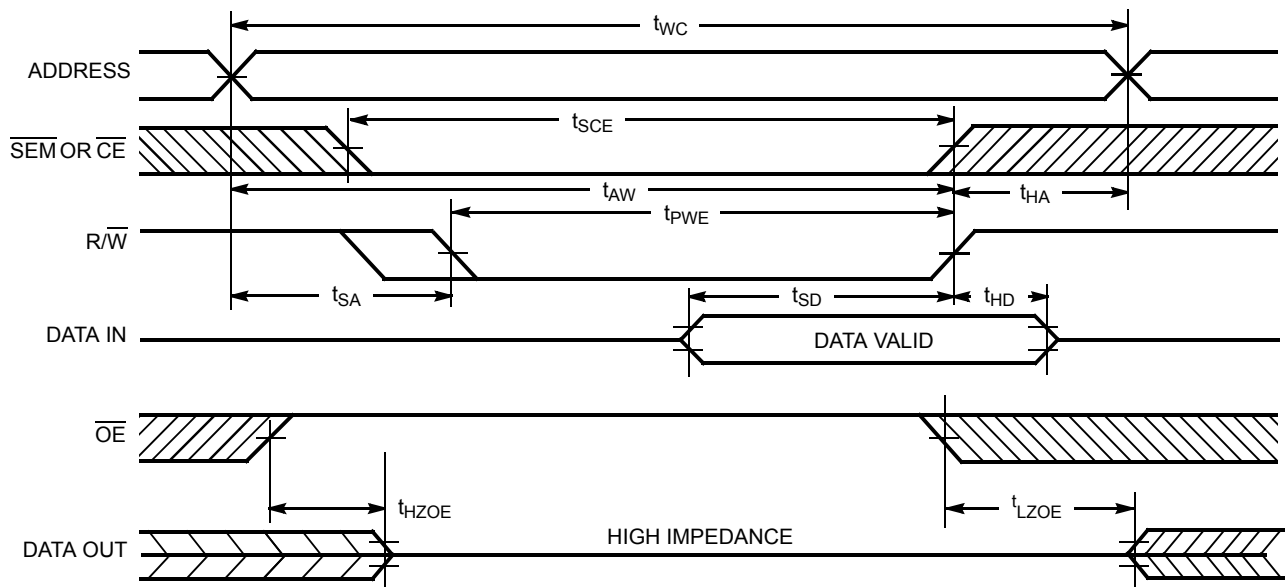 tWC
ADDRESS
tSCE
SEM OR CE
tAW
tHA
tPWE
R/W
tSA
tSD
tHD
DATA IN
DATA VALID
OE
tHZOE
tLZOE
HIGH IMPEDANCE
DATA OUT